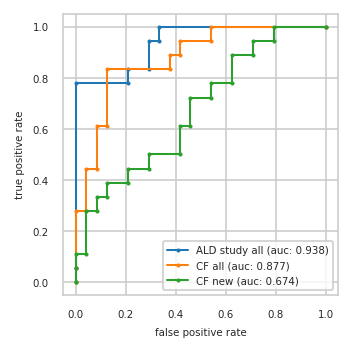 1.0
0.8
0.6
0.4
0.2
0.0
true positive rate
ALD study all (auc: 0.938)
CF all (auc: 0.877)
CF new (auc: 0.674)
0.0 0.2 0.4 0.6 0.8 1.0
false positive rate